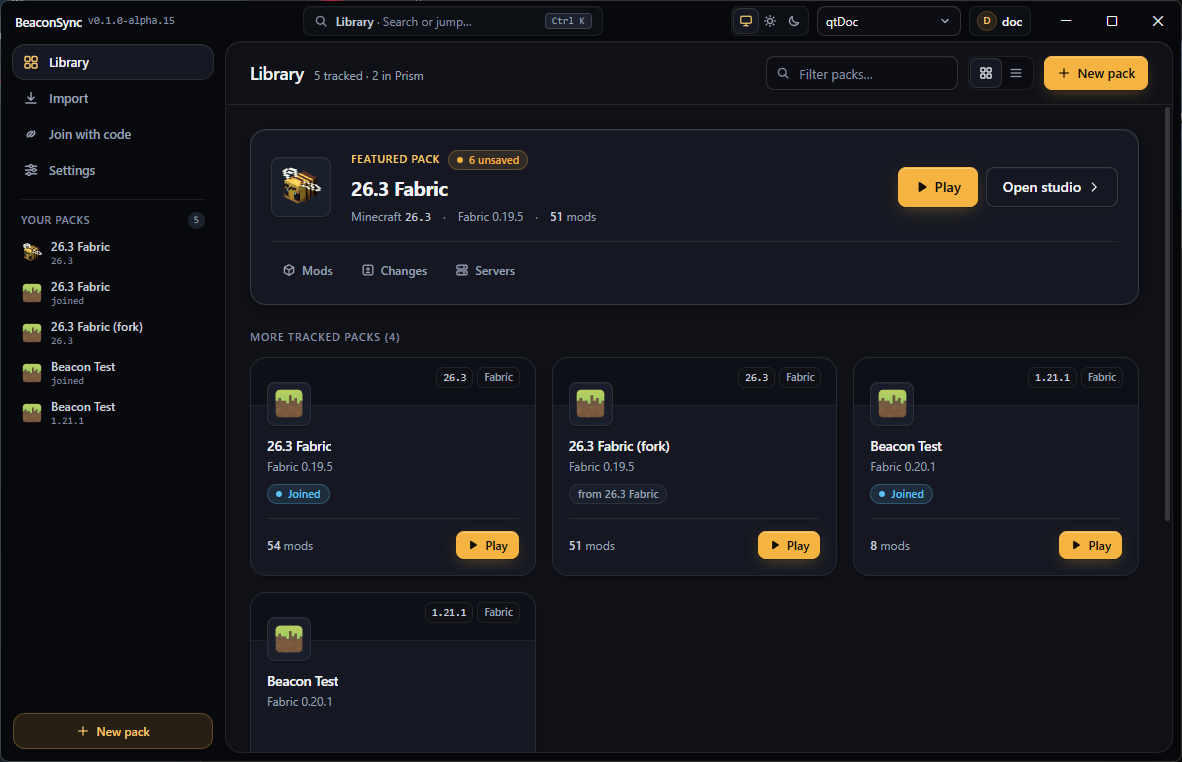 BeaconSync v0.1.0-alpha.15
Library · Search or jump... Ctrl K
qtDoc
D doc
Library
Import
Join with code
Settings
YOUR PACKS 5
26.3 Fabric
26.3
26.3 Fabric
joined
26.3 Fabric (fork)
26.3
Beacon Test
joined
Beacon Test
1.21.1
+ New pack
Library 5 tracked · 2 in Prism
Filter packs...
+ New pack
FEATURED PACK 6 unsaved
26.3 Fabric
Minecraft 26.3 · Fabric 0.19.5 · 51 mods
Play
Open studio
Mods Changes Servers
MORE TRACKED PACKS (4)
26.3 Fabric
26.3 Fabric
Fabric 0.19.5
Joined
54 mods Play
26.3 Fabric
26.3 Fabric (fork)
Fabric 0.19.5
from 26.3 Fabric
51 mods Play
1.21.1 Fabric
Beacon Test
Fabric 0.20.1
Joined
8 mods Play
1.21.1 Fabric
Beacon Test
Fabric 0.20.1